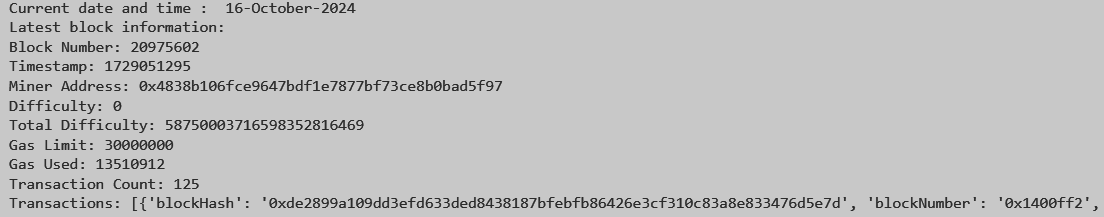 Current date and time :  16-October-2024
Latest block information:
Block Number: 20975602
Timestamp: 1729051295
Miner Address: 0x4838b106fce9647bdf1e7877bf73ce8b0bad5f97
Difficulty: 0
Total Difficulty: 58750003716598352816469
Gas Limit: 30000000
Gas Used: 13510912
Transaction Count: 125
Transactions: [{'blockHash': '0xde2899a109dd3efd633ded8438187bfebfb86426e3cf310c83a8e833476d5e7d', 'blockNumber': '0x1400ff2',